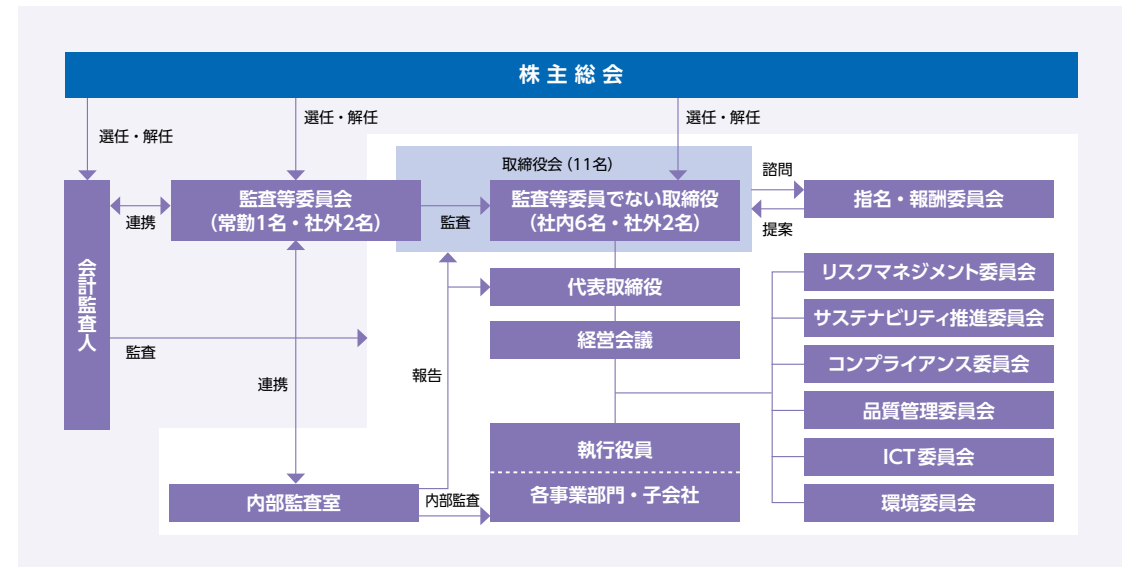 株主総会
選任・解任
選任・解任
選任・解任
取締役会（11名）
監査等委員会
（常勤1名・社外2名）
監査等委員でない取締役
（社内6名・社外2名）
指名・報酬委員会
諮問
提案
連携
監査
会計監査人
代表取締役
経営会議
リスクマネジメント委員会
サステナビリティ推進委員会
コンプライアンス委員会
品質管理委員会
ICT委員会
環境委員会
監査
連携
報告
執行役員
各事業部門・子会社
内部監査室
内部監査